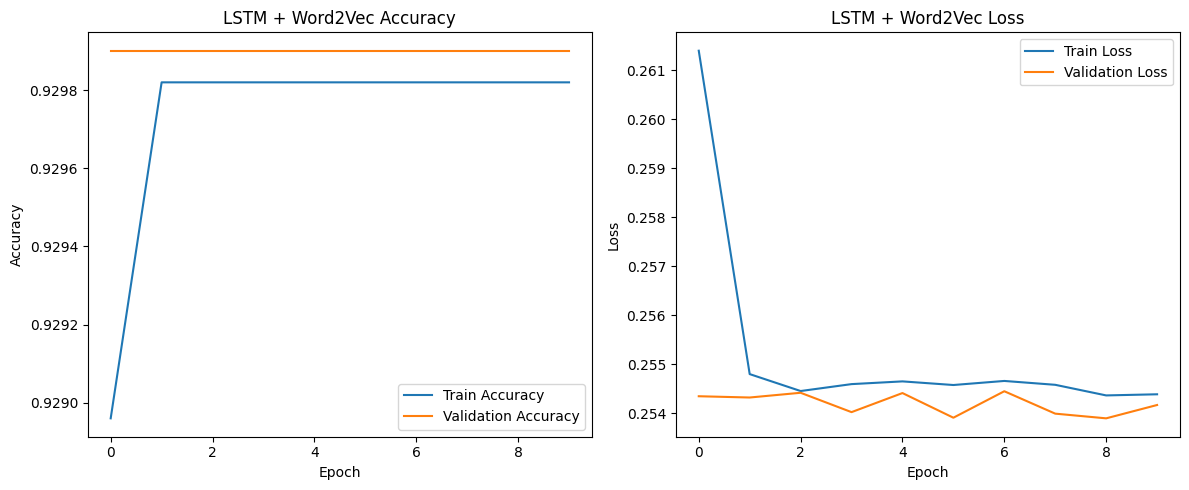 LSTM + Word2Vec Accuracy
0.9298
0.9296
0.9294
0.9292
0.9290
Accuracy
0 2 4 6 8
Epoch
Train Accuracy
Validation Accuracy
LSTM + Word2Vec Loss
0.261
0.260
0.259
0.258
0.257
0.256
0.255
0.254
Loss
0 2 4 6 8
Epoch
Train Loss
Validation Loss